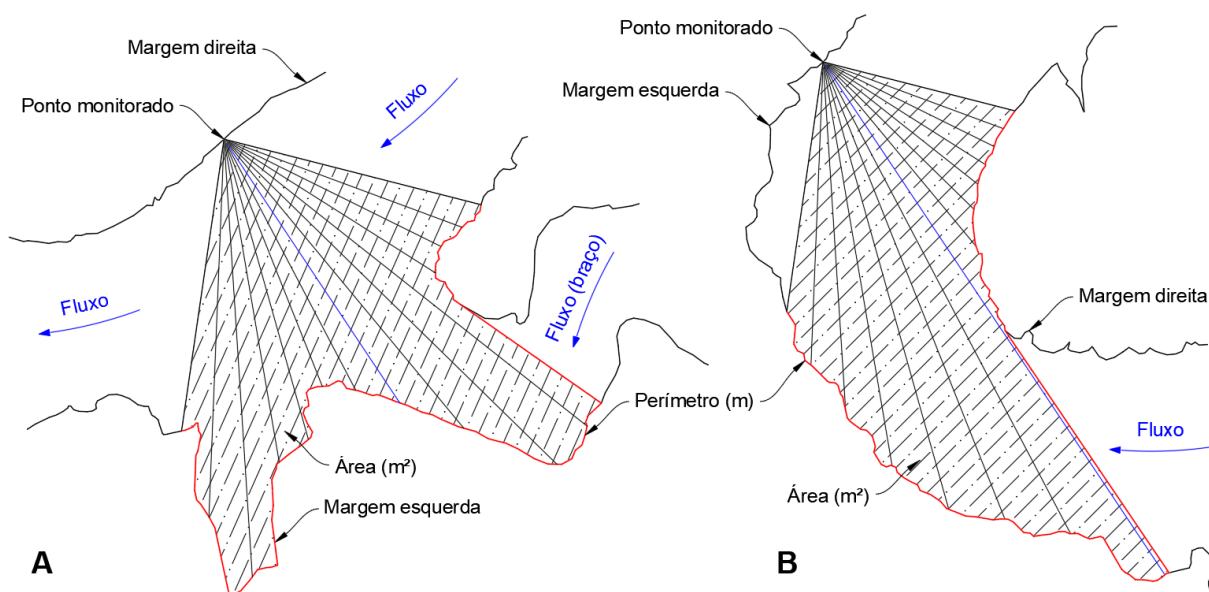 Margem direita
Ponto monitorado
Fluxo
Fluxo
Fluxo (braço)
Perímetro (m)
Área (m²)
Margem esquerda
A
Ponto monitorado
Margem esquerda
Margem direita
Fluxo
Área (m²)
B